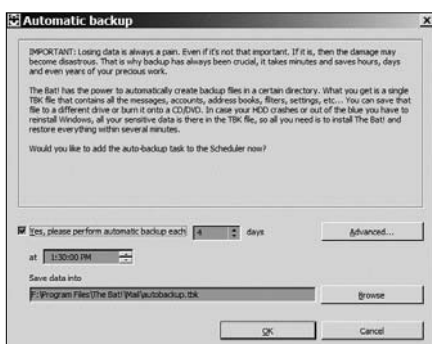 Automatic backup
IMPORTANT: Losing data is always a pain. Even if it's not that important. If it is, then the damage may
become disastrous. That is why backup has always been crucial, it takes minutes and saves hours, days
and even years of your precious work.
The Bat! has the power to automatically create backup files in a certain directory. What you get is a single
TBK file that contains all the messages, accounts, address books, filters, settings, etc... You can save that
file to a different drive or burn it onto a CD/DVD. In case your HDD crashes or out of the blue you have to
reinstall Windows, all your sensitive data is there in the TBK file, so all you need is to install The Bat! and
restore everything within several minutes.
Would you like to add the auto-backup task to the Scheduler now?
Yes, please perform automatic backup each 4 days
Advanced...
at 1:30:00 PM
Save data into
F:\Program Files\The Bat!\Mail\autobackup.tbk
Browse
OK
Cancel